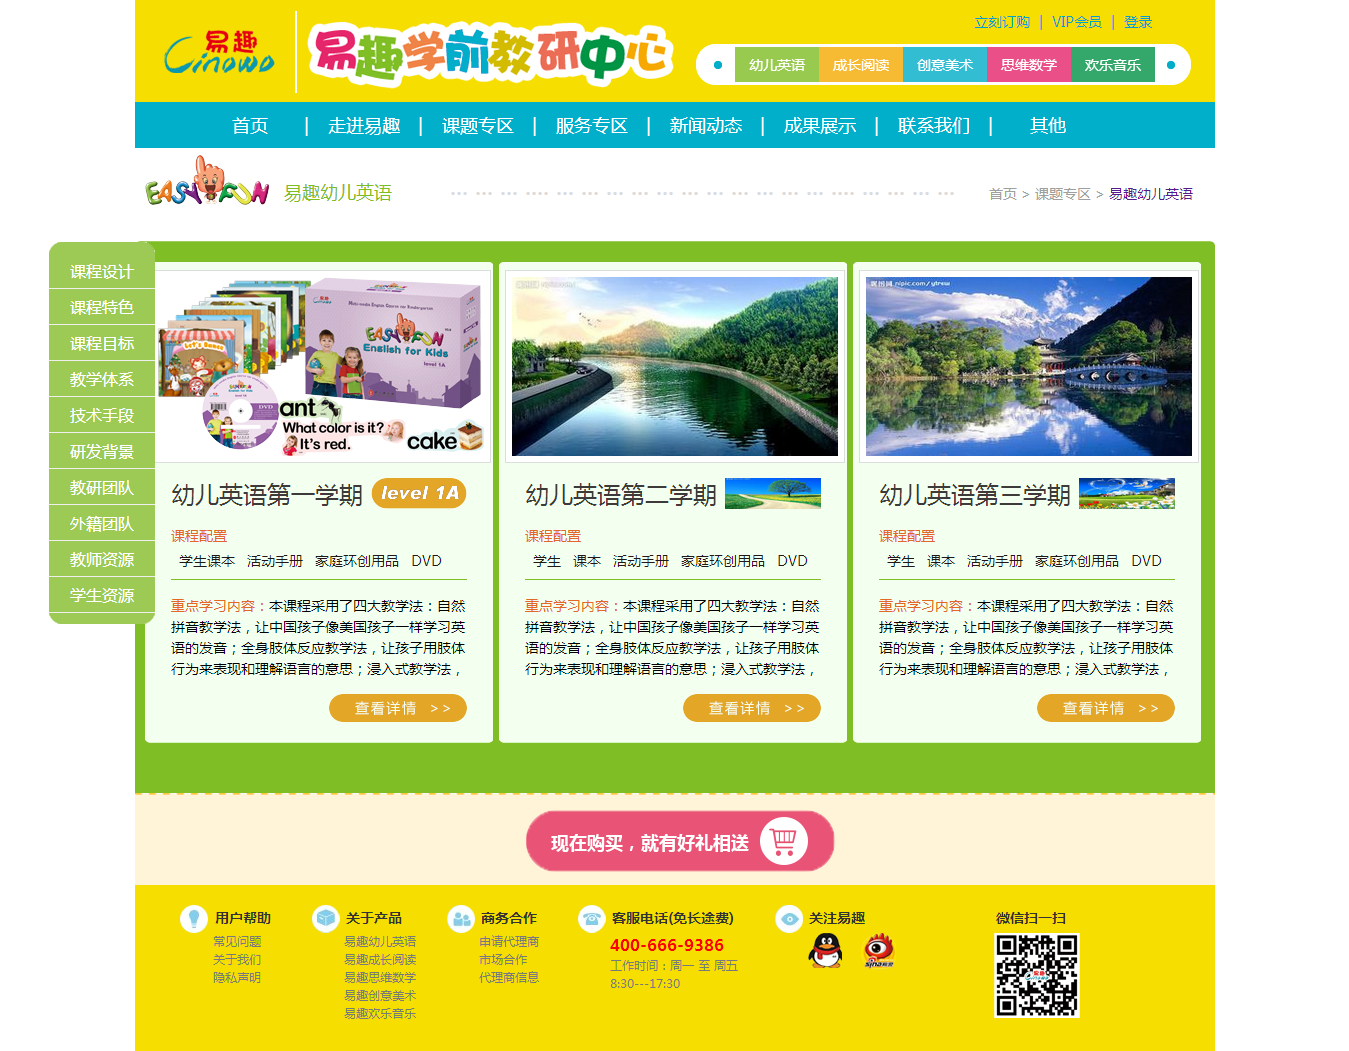 立刻订购 | VIP会员 | 登录
易趣
Cinowo
易趣学前教研中心
幼儿英语 成长阅读 创意美术 思维数学 欢乐音乐
首页 | 走进易趣 | 课题专区 | 服务专区 | 新闻动态 | 成果展示 | 联系我们 | 其他
EASY FUN 易趣幼儿英语
首页 > 课题专区 > 易趣幼儿英语
课程设计
课程特色
课程目标
教学体系
技术手段
研发背景
教研团队
外籍团队
教师资源
学生资源
Let's Dance
易趣
EASY FUN
English for Kids
level 1A
DVD
ant
What color is it?
It's red.
cake
幼儿英语第一学期 level 1A
课程配置
学生课本 活动手册 家庭环创用品 DVD
重点学习内容：本课程采用了四大教学法：自然
拼音教学法，让中国孩子像美国孩子一样学习英
语的发音；全身肢体反应教学法，让孩子用肢体
行为来表现和理解语言的意思；浸入式教学法，
查看详情 >>
昵图网 nipic.com/
幼儿英语第二学期
课程配置
学生 课本 活动手册 家庭环创用品 DVD
重点学习内容：本课程采用了四大教学法：自然
拼音教学法，让中国孩子像美国孩子一样学习英
语的发音；全身肢体反应教学法，让孩子用肢体
行为来表现和理解语言的意思；浸入式教学法，
查看详情 >>
昵图网 nipic.com/ytrew
幼儿英语第三学期
课程配置
学生 课本 活动手册 家庭环创用品 DVD
重点学习内容：本课程采用了四大教学法：自然
拼音教学法，让中国孩子像美国孩子一样学习英
语的发音；全身肢体反应教学法，让孩子用肢体
行为来表现和理解语言的意思；浸入式教学法，
查看详情 >>
现在购买，就有好礼相送
用户帮助
常见问题
关于我们
隐私声明
关于产品
易趣幼儿英语
易趣成长阅读
易趣思维数学
易趣创意美术
易趣欢乐音乐
商务合作
申请代理商
市场合作
代理商信息
客服电话(免长途费)
400-666-9386
工作时间：周一 至 周五
8:30---17:30
关注易趣
sina
微信扫一扫
易趣